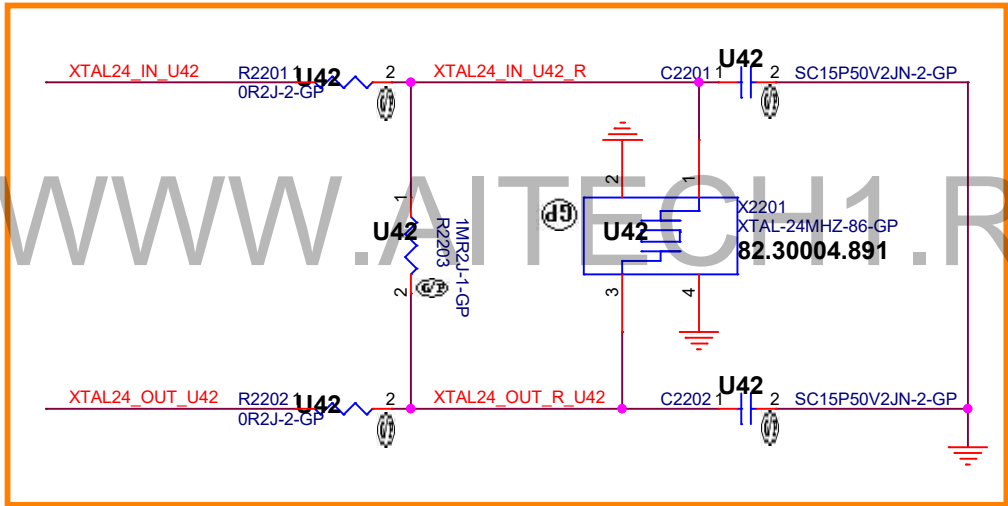 XTAL24_IN_U42
R2201 1
U42
2
0R2J-2-GP
XTAL24_IN_U42_R
C2201 1
U42
2
SC15P50V2JN-2-GP
G/P
G/P
WWW.AITECH1.R
1
U42
R2203
1MR2J-1-GP
2
G/P
GP
2
1
U42
X2201
XTAL-24MHZ-86-GP
82.30004.891
3
4
XTAL24_OUT_U42
R2202 1
U42
2
0R2J-2-GP
XTAL24_OUT_R_U42
C2202 1
U42
2
SC15P50V2JN-2-GP
G/P
G/P